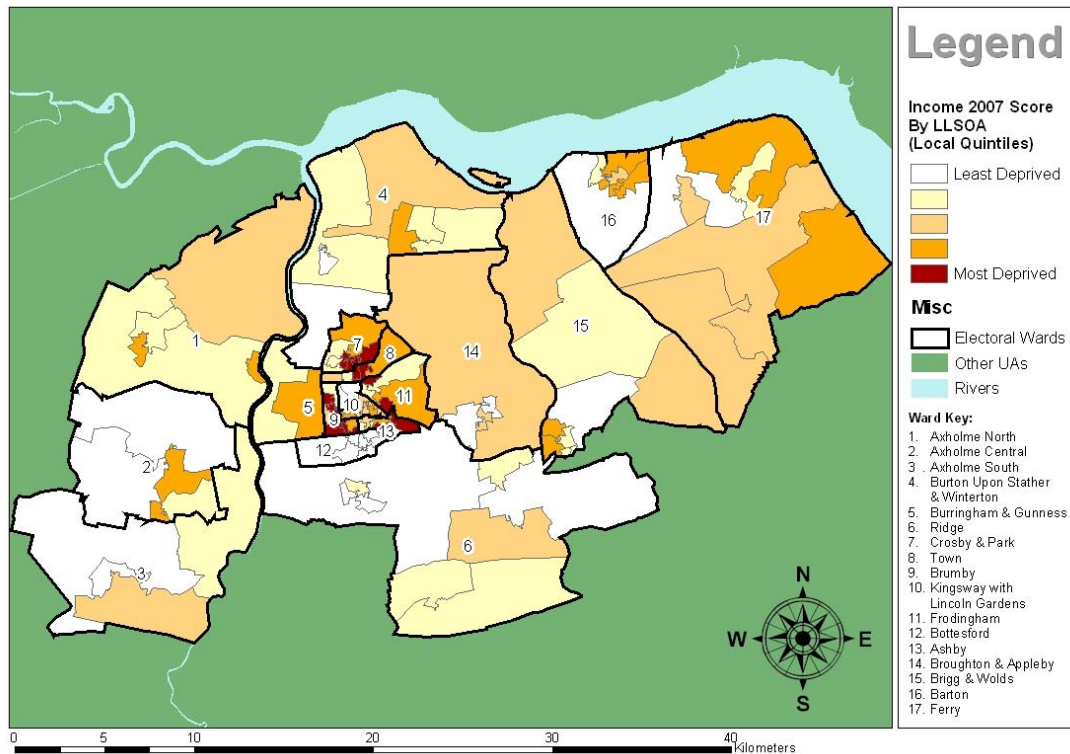 Legend
Income 2007 Score
By LLSOA
(Local Quintiles)
Least Deprived
Most Deprived
Misc
Electoral Wards
Other UAs
Rivers
Ward Key:
1. Axholme North
2. Axholme Central
3 . Axholme South
4. Burton Upon Stather
& Winterton
5. Burringham & Gunness
6. Ridge
7. Crosby & Park
8. Town
9. Brumby
10. Kingsway with
Lincoln Gardens
11. Frodingham
12. Bottesford
13. Ashby
14. Broughton & Appleby
15. Brigg & Wolds
16. Barton
17. Ferry
4
16
17
1
15
7
8
14
5
10
11
9
13
12
2
6
3
N
W
E
S
0
5
10
20
30
40
Kilometers